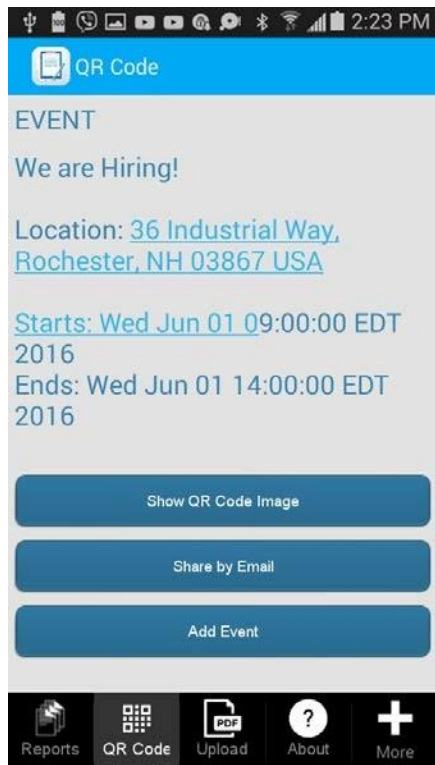 2:23 PM
QR Code
EVENT
We are Hiring!
Location: 36 Industrial Way,
Rochester, NH 03867 USA
Starts: Wed Jun 01 09:00:00 EDT
2016
Ends: Wed Jun 01 14:00:00 EDT
2016
Show QR Code Image
Share by Email
Add Event
PDF
Reports QR Code Upload About More